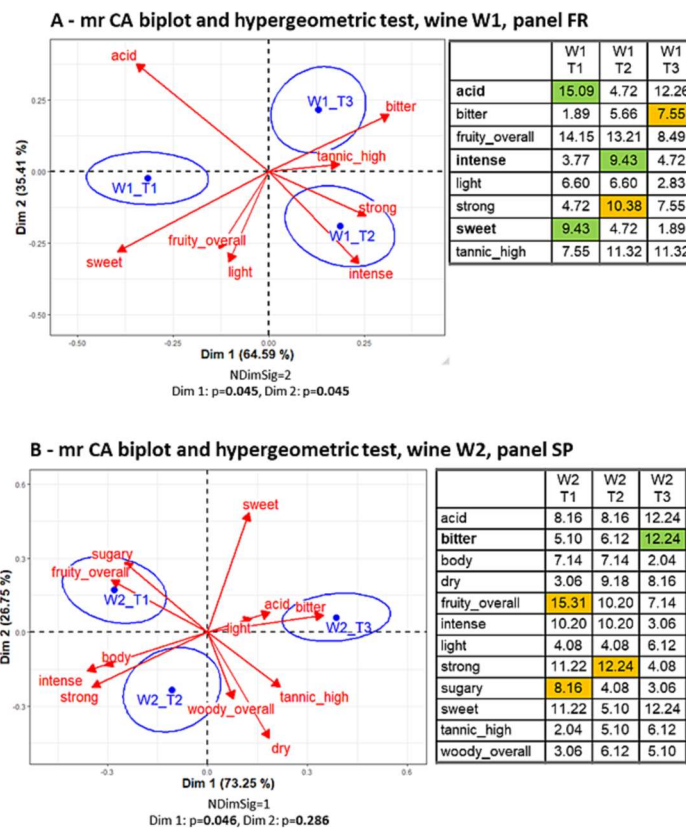 A - mr CA biplot and hypergeometric test, wine W1, panel FR
acid
W1_T3
bitter
tannic_high
W1_T1
strong
W1_T2
fruity_overall
sweet
light
intense
Dim 2 (35.41 %)
0.25
0.00
-0.25
-0.50
-0.50 -0.25 0.00 0.25
Dim 1 (64.59 %)
NDimSig=2
Dim 1: p=0.045, Dim 2: p=0.045
W1 W1 W1
T1 T2 T3
acid 15.09 4.72 12.26
bitter 1.89 5.66 7.55
fruity_overall 14.15 13.21 8.49
intense 3.77 9.43 4.72
light 6.60 6.60 2.83
strong 4.72 10.38 7.55
sweet 9.43 4.72 1.89
tannic_high 7.55 11.32 11.32
B - mr CA biplot and hypergeometric test, wine W2, panel SP
sweet
sugary
fruity_overall
W2_T1
acid bitter
light
W2_T3
body
intense
strong
W2_T2
woody_overall
tannic_high
dry
Dim 2 (26.75 %)
0.6
0.3
0.0
-0.3
-0.3 0.0 0.3 0.6
Dim 1 (73.25 %)
NDimSig=1
Dim 1: p=0.046, Dim 2: p=0.286
W2 W2 W2
T1 T2 T3
acid 8.16 8.16 12.24
bitter 5.10 6.12 12.24
body 7.14 7.14 2.04
dry 3.06 9.18 8.16
fruity_overall 15.31 10.20 7.14
intense 10.20 10.20 3.06
light 4.08 4.08 6.12
strong 11.22 12.24 4.08
sugary 8.16 4.08 3.06
sweet 11.22 5.10 12.24
tannic_high 2.04 5.10 6.12
woody_overall 3.06 6.12 5.10